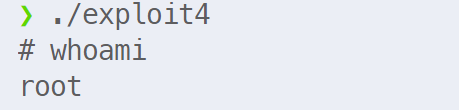 ❯ ./exploit4
# whoami
root